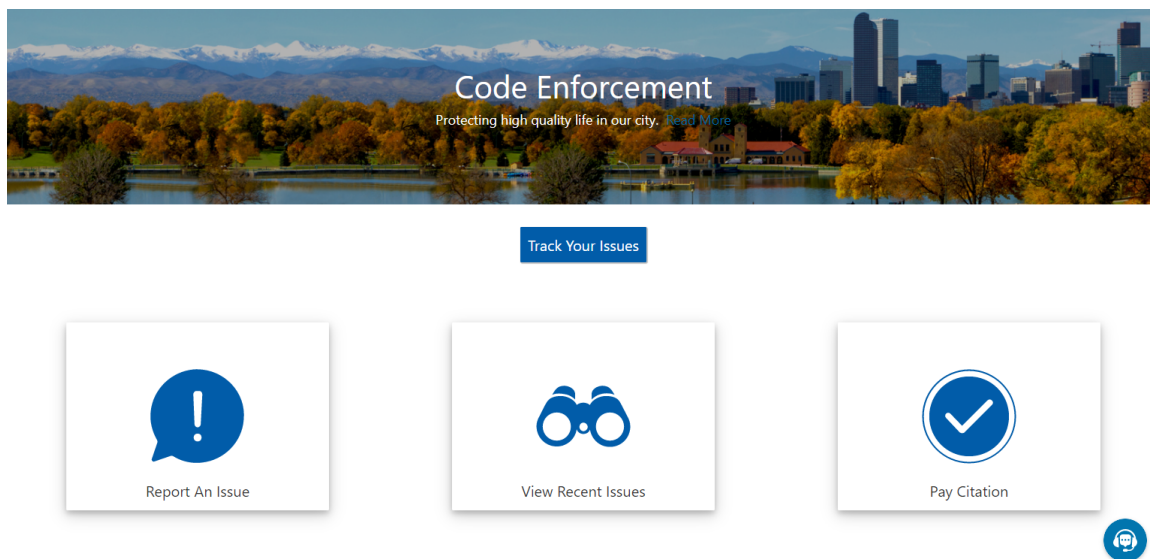 Code Enforcement
Protecting high quality life in our city. Read More
Track Your Issues
Report An Issue
View Recent Issues
Pay Citation